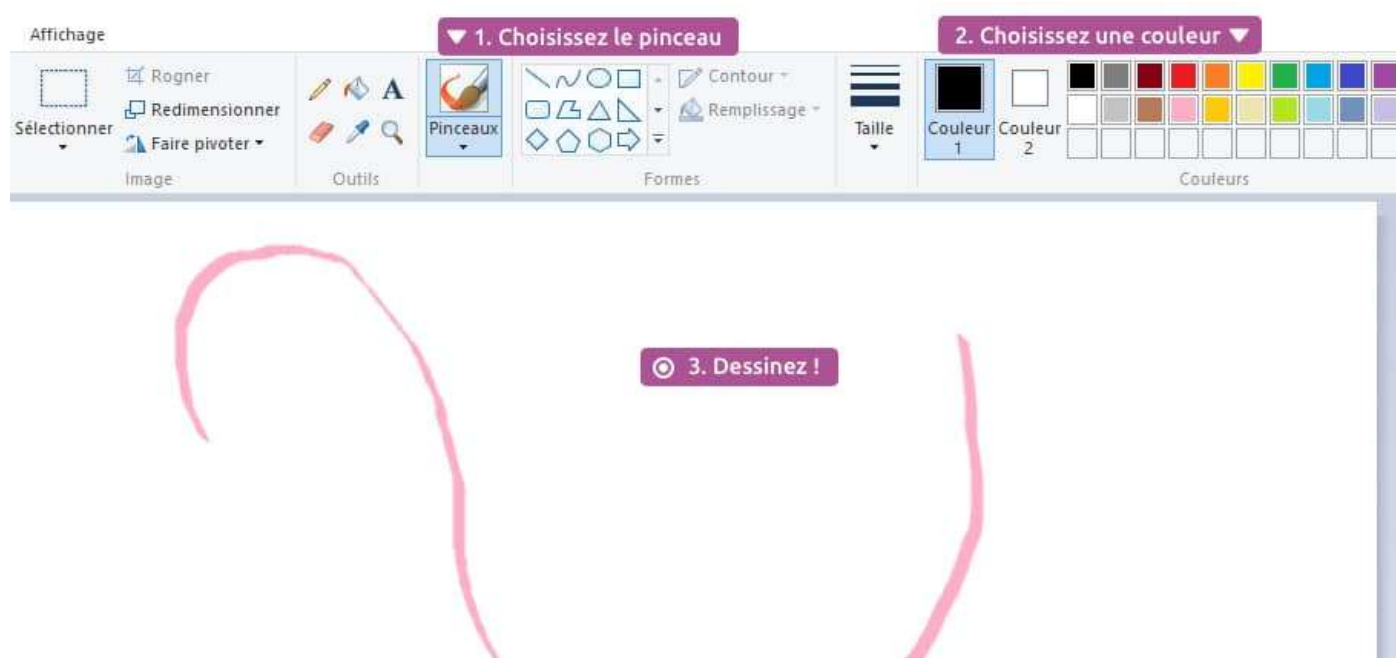 Affichage
▼ 1. Choisissez le pinceau
2. Choisissez une couleur ▼
Rogner
Redimensionner
Faire pivoter
Sélectionner
Image
A
Outils
Pinceaux
Contour
Remplissage
Formes
Taille
Couleur 1
Couleur 2
Couleurs
3. Dessinez !